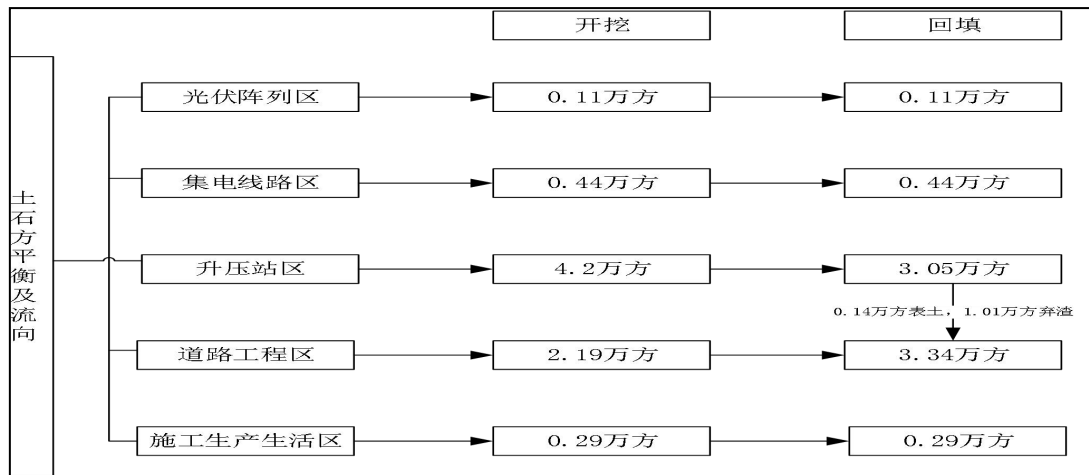 开挖
回填
土石方平衡及流向
光伏阵列区
0.11万方
0.11万方
集电线路区
0.44万方
0.44万方
升压站区
4.2万方
3.05万方
0.14万方表土，1.01万方弃渣
道路工程区
2.19万方
3.34万方
施工生产生活区
0.29万方
0.29万方